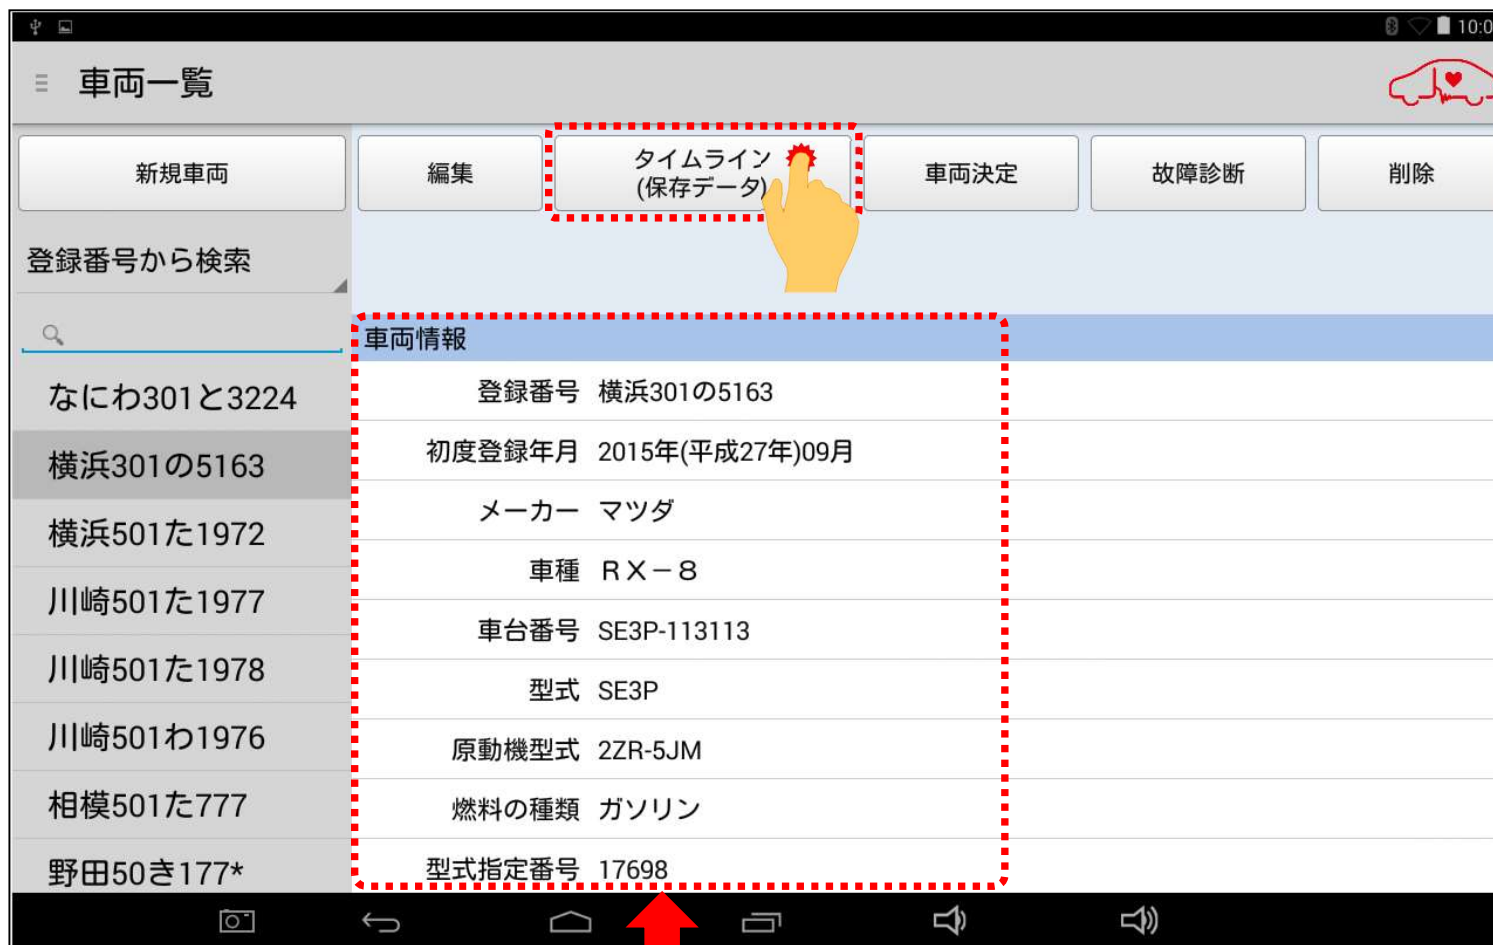 10:0
車両一覧
新規車両
編集
タイムライン
(保存データ)
車両決定
故障診断
削除
登録番号から検索
なにわ301と3224
横浜301の5163
横浜501た1972
川崎501た1977
川崎501た1978
川崎501わ1976
相模501た777
野田50き177*
車両情報
登録番号 横浜301の5163
初度登録年月 2015年(平成27年)09月
メーカー マツダ
車種 ＲＸ－８
車台番号 SE3P-113113
型式 SE3P
原動機型式 2ZR-5JM
燃料の種類 ガソリン
型式指定番号 17698